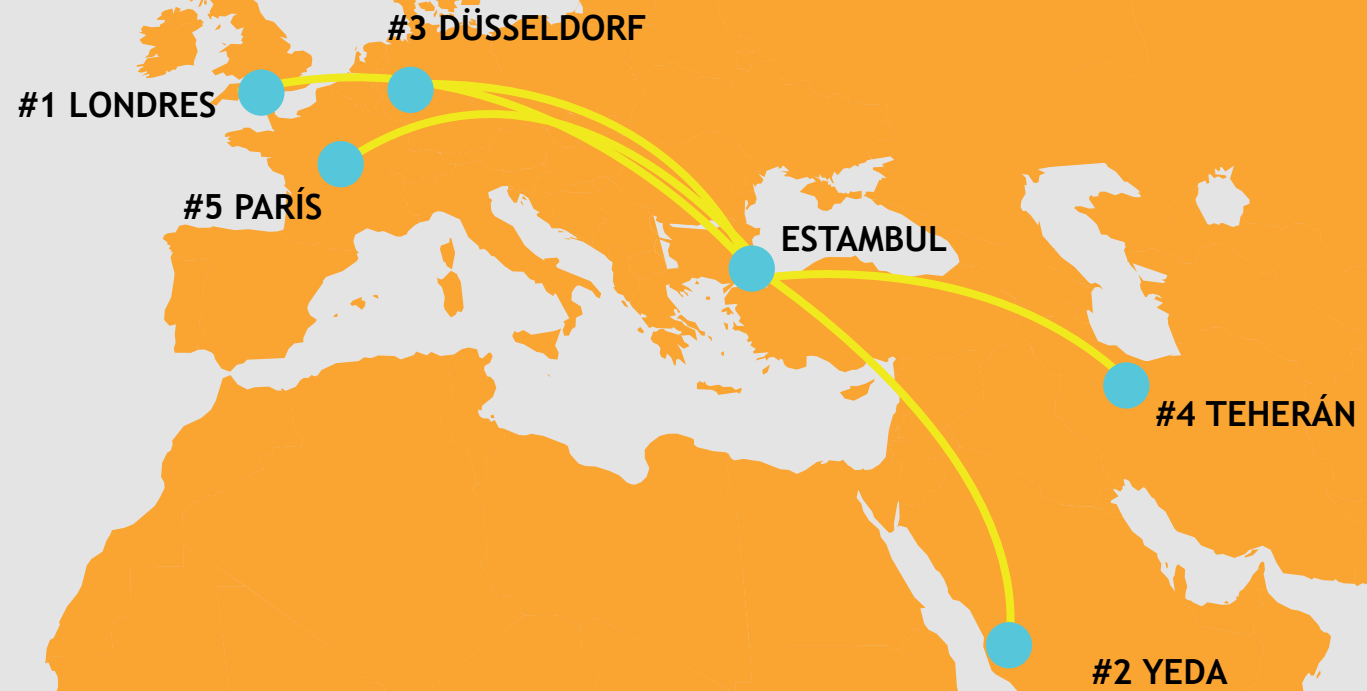 #3 DÜSSELDORF
#1 LONDRES
#5 PARÍS
ESTAMBUL
#4 TEHERÁN
#2 YEDA